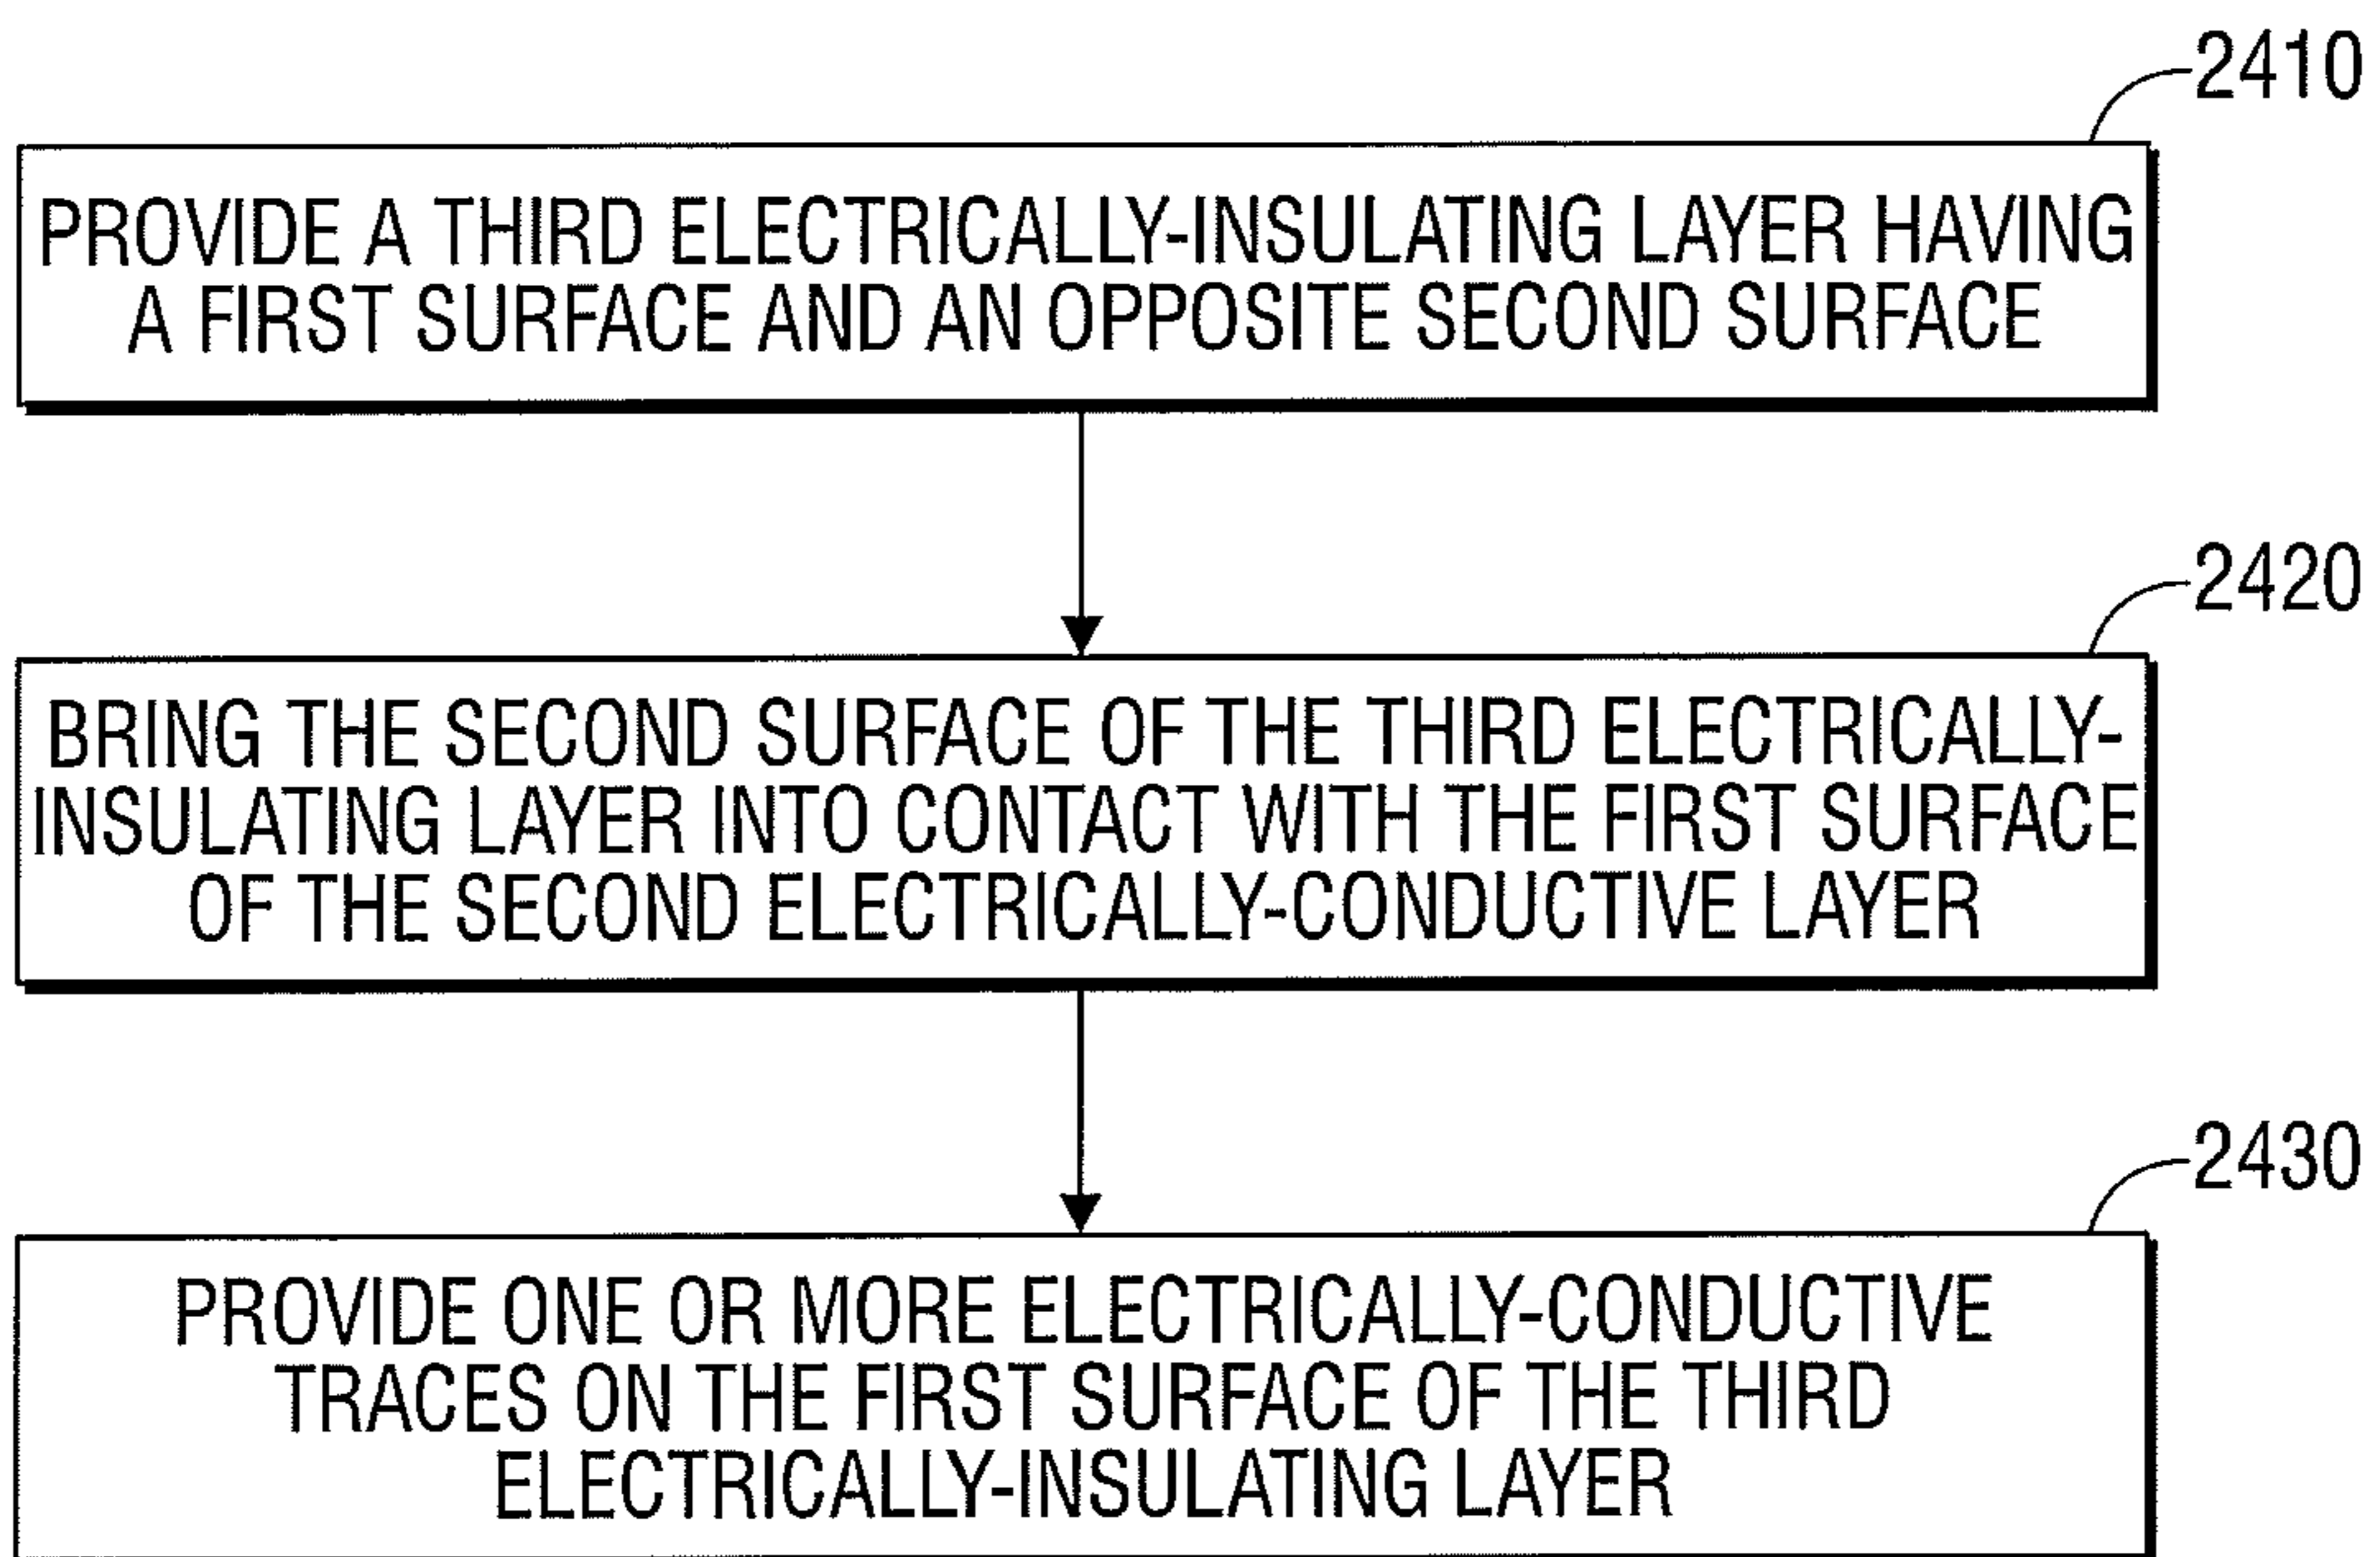 2410
PROVIDE A THIRD ELECTRICALLY-INSULATING LAYER HAVING
A FIRST SURFACE AND AN OPPOSITE SECOND SURFACE
2420
BRING THE SECOND SURFACE OF THE THIRD ELECTRICALLY-
INSULATING LAYER INTO CONTACT WITH THE FIRST SURFACE
OF THE SECOND ELECTRICALLY-CONDUCTIVE LAYER
2430
PROVIDE ONE OR MORE ELECTRICALLY-CONDUCTIVE
TRACES ON THE FIRST SURFACE OF THE THIRD
ELECTRICALLY-INSULATING LAYER